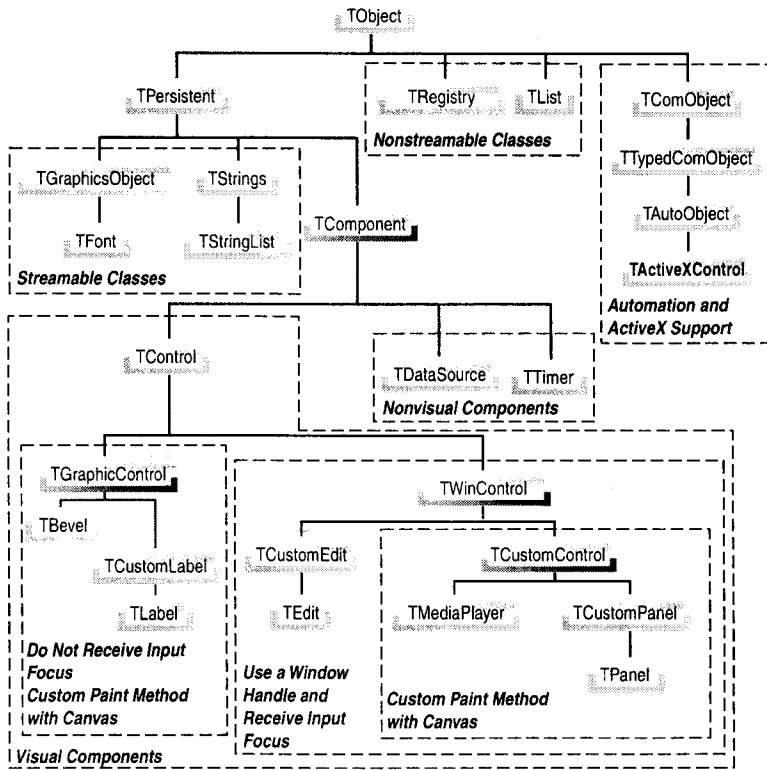 TObject
TPersistent
TRegistry
TList
Nonstreamable Classes
TComObject
TTypedComObject
TAutoObject
TActiveXControl
Automation and
ActiveX Support
TGraphicsObject
TStrings
TFont
TStringList
Streamable Classes
TComponent
TControl
TDataSource
TTimer
Nonvisual Components
TGraphicControl
TBevel
TCustomLabel
TLabel
Do Not Receive Input
Focus
Custom Paint Method
with Canvas
TWinControl
TCustomEdit
TEdit
Use a Window
Handle and
Receive Input
Focus
TCustomControl
TMediaPlayer
TCustomPanel
TPanel
Custom Paint Method
with Canvas
Visual Components